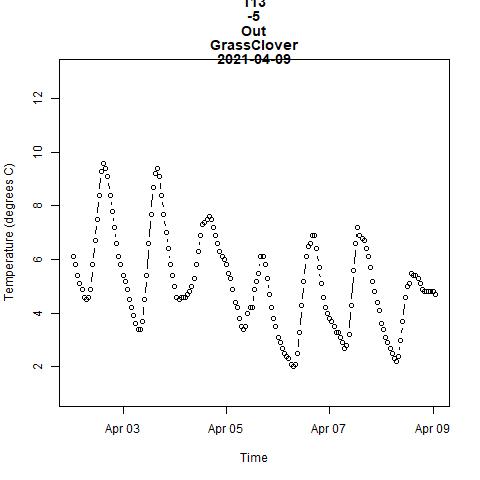 T13
-5
Out
GrassClover
2021-04-09
Temperature (degrees C)
12
10
8
6
4
2
Apr 03
Apr 05
Apr 07
Apr 09
Time